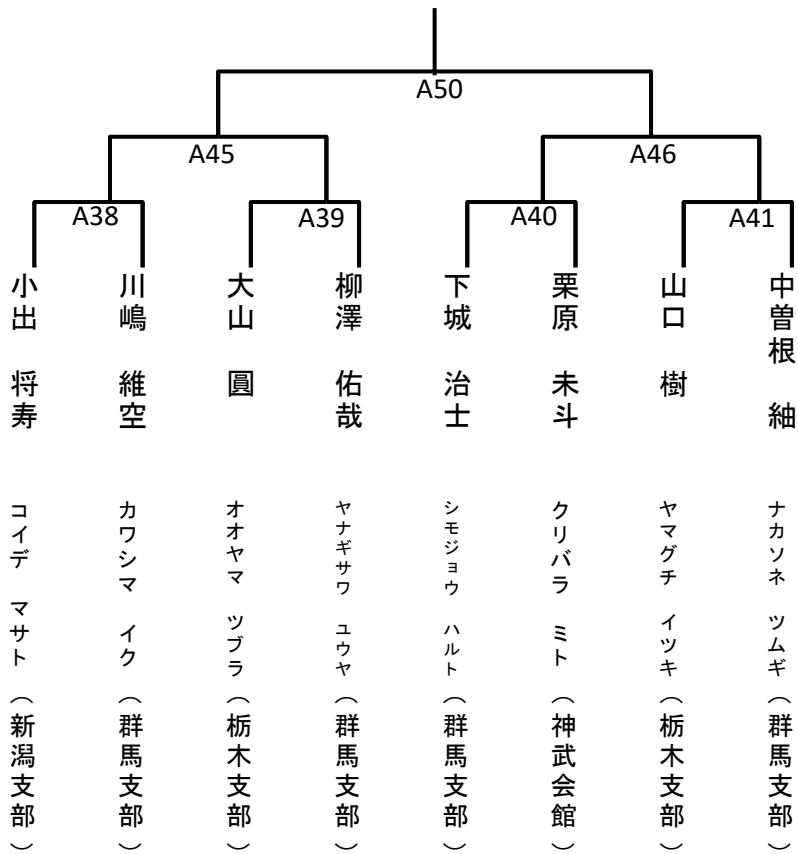 A50
A45
A46
A38
A39
A40
A41
小出 将寿
川嶋 維空
大山 圓
柳澤 佑哉
下城 治士
栗原 未斗
山口 樹
中曽根 紬
コイデ マサト
カワシマ イク
オオヤマ ツブラ
ヤナギサワ ユウヤ
シモジョウ ハルト
クリバラ ミト
ヤマグチ イツキ
ナカソネ ツムギ
（新潟支部）
（群馬支部）
（栃木支部）
（群馬支部）
（群馬支部）
（神武会館）
（栃木支部）
（群馬支部）